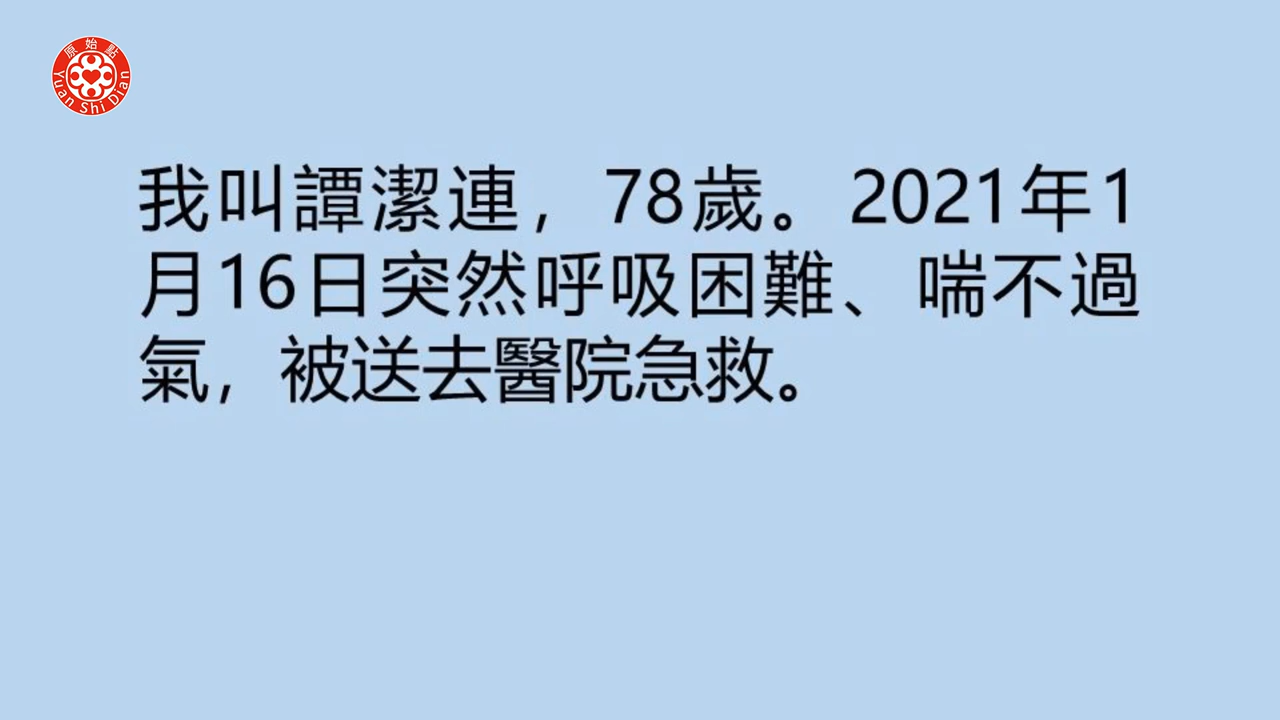 原始點
Yuan Shi Dian
我叫譚潔連，78歲。2021年1
月16日突然呼吸困難、喘不過
氣，被送去醫院急救。